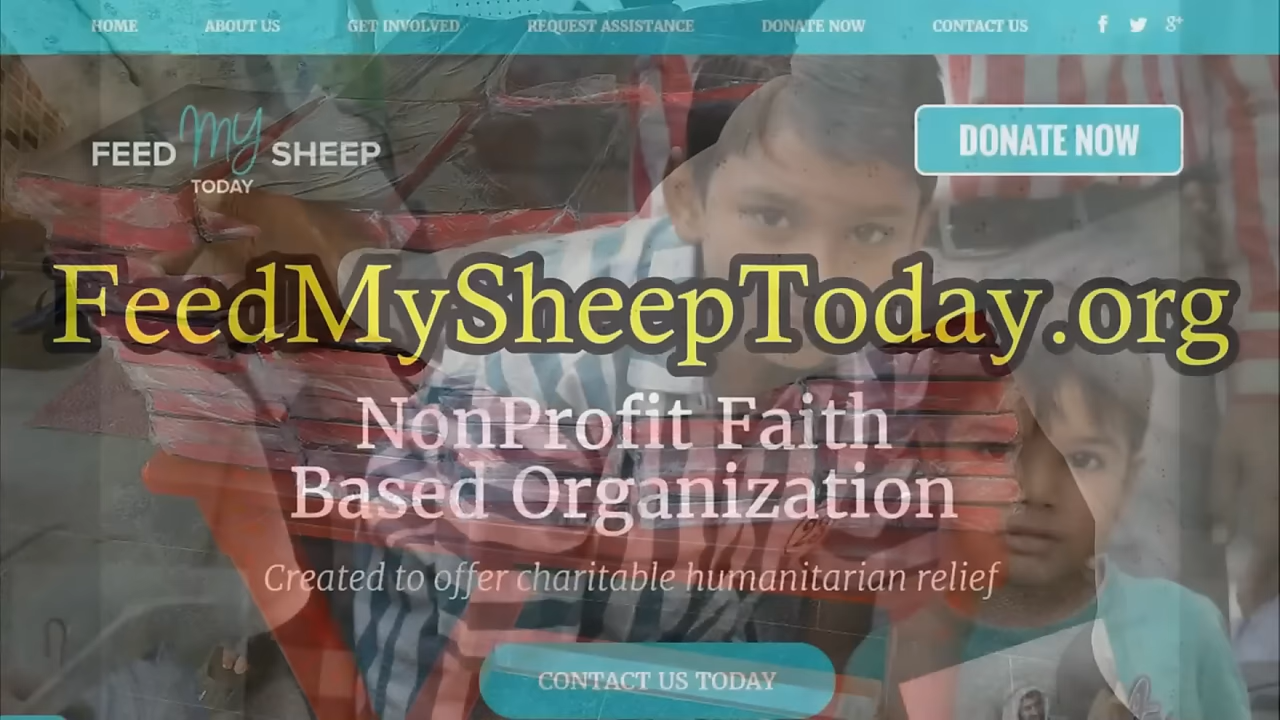 HOME ABOUT US GET INVOLVED REQUEST ASSISTANCE DONATE NOW CONTACT US
FEED my SHEEP
TODAY
DONATE NOW
FeedMySheepToday.org
NonProfit Faith
Based Organization
Created to offer charitable humanitarian relief
CONTACT US TODAY